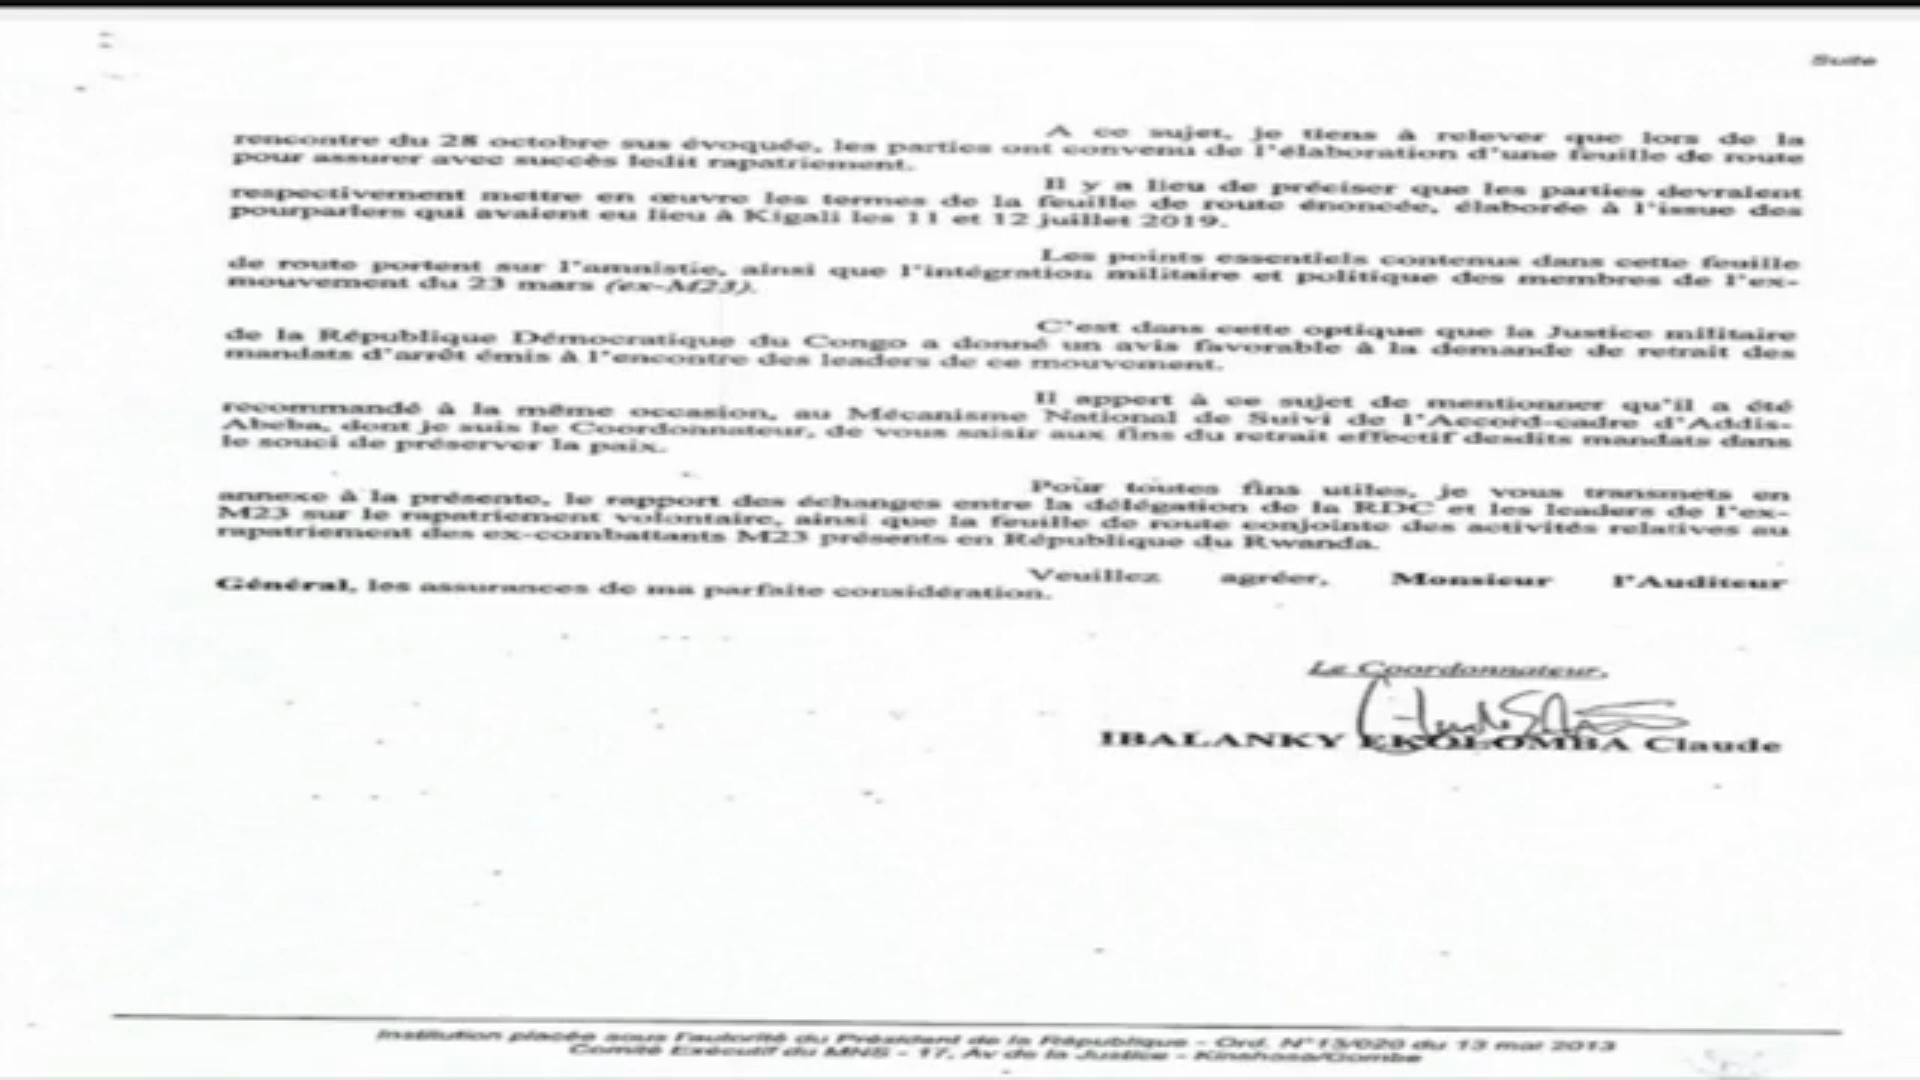 Suite
A ce sujet, je tiens à relever que lors de la
rencontre du 28 octobre sus évoquée, les parties ont convenu de l'élaboration d'une feuille de route
pour assurer avec succès ledit rapatriement.
Il y a lieu de préciser que les parties devraient
respectivement mettre en œuvre les termes de la feuille de route énoncée, élaborée à l'issue des
pourparlers qui avaient eu lieu à Kigali les 11 et 12 juillet 2019.
Les points essentiels contenus dans cette feuille
de route portent sur l'amnistie, ainsi que l'intégration militaire et politique des membres de l'ex-
mouvement du 23 mars (ex-M23).
C'est dans cette optique que la Justice militaire
de la République Démocratique du Congo a donné un avis favorable à la demande de retrait des
mandats d'arrêt émis à l'encontre des leaders de ce mouvement.
Il appert à ce sujet de mentionner qu'il a été
recommandé à la même occasion, au Mécanisme National de Suivi de l'Accord-cadre d'Addis-
Abeba, dont je suis le Coordonnateur, de vous saisir aux fins du retrait effectif desdits mandats dans
le souci de préserver la paix.
Pour toutes fins utiles, je vous transmets en
annexe à la présente, le rapport des échanges entre la délégation de la RDC et les leaders de l'ex-
M23 sur le rapatriement volontaire, ainsi que la feuille de route conjointe des activités relatives au
rapatriement des ex-combattants M23 présents en République du Rwanda.
Veuillez agréer, Monsieur l'Auditeur
Général, les assurances de ma parfaite considération.
Le Coordonnateur,
IBALANKY EKOLOMBA Claude
Institution placée sous l'autorité du Président de la République - Ord. N°13/020 du 13 mai 2013
Comité Exécutif du MNS - 17, Av de la Justice - Kinshasa/Gombe